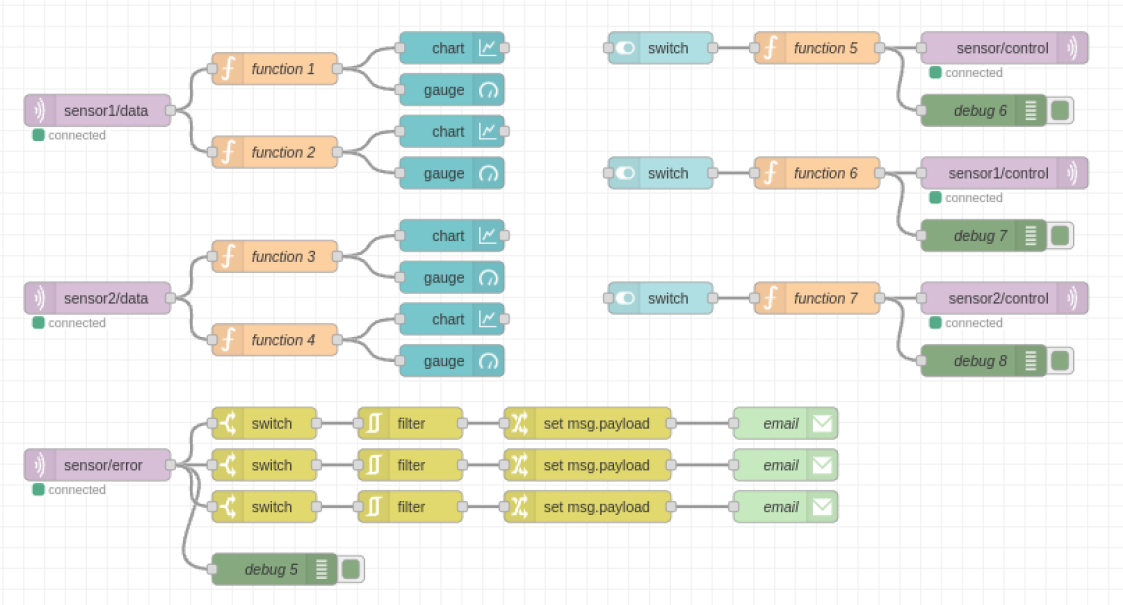 sensor1/data
connected
function 1
chart
gauge
function 2
chart
gauge
sensor2/data
connected
function 3
chart
gauge
function 4
chart
gauge
sensor/error
connected
switch
filter
set msg.payload
email
switch
filter
set msg.payload
email
switch
filter
set msg.payload
email
debug 5
switch
function 5
sensor/control
connected
debug 6
switch
function 6
sensor1/control
connected
debug 7
switch
function 7
sensor2/control
connected
debug 8